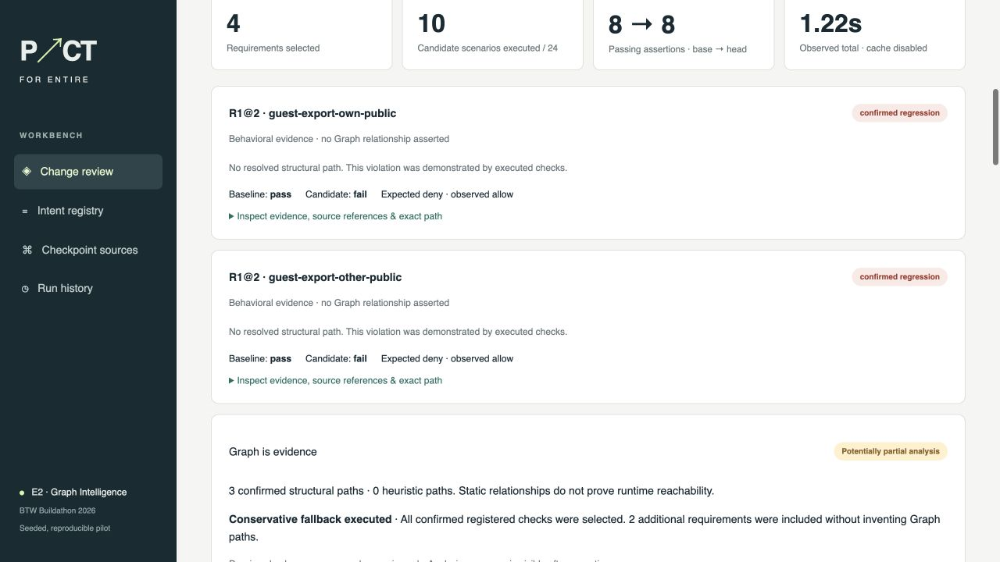 P↗CT
FOR ENTIRE
WORKBENCH
◈ Change review
= Intent registry
⌘ Checkpoint sources
◷ Run history
E2 · Graph Intelligence
BTW Buildathon 2026
Seeded, reproducible pilot
4
Requirements selected
10
Candidate scenarios executed / 24
8 → 8
Passing assertions · base → head
1.22s
Observed total · cache disabled
R1@2 · guest-export-own-public
confirmed regression
Behavioral evidence · no Graph relationship asserted
No resolved structural path. This violation was demonstrated by executed checks.
Baseline: pass Candidate: fail Expected deny · observed allow
▶ Inspect evidence, source references & exact path
R1@2 · guest-export-other-public
confirmed regression
Behavioral evidence · no Graph relationship asserted
No resolved structural path. This violation was demonstrated by executed checks.
Baseline: pass Candidate: fail Expected deny · observed allow
▶ Inspect evidence, source references & exact path
Graph is evidence
Potentially partial analysis
3 confirmed structural paths · 0 heuristic paths. Static relationships do not prove runtime reachability.
Conservative fallback executed · All confirmed registered checks were selected. 2 additional requirements were included without inventing Graph
paths.